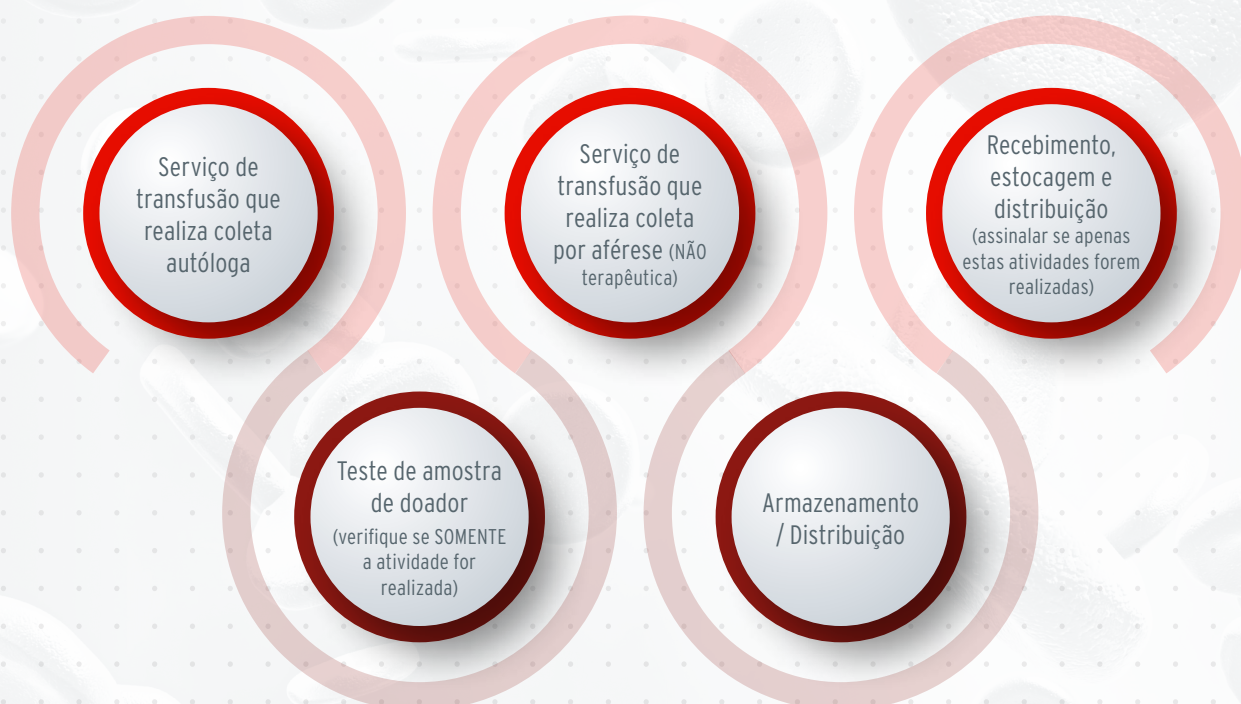 Serviço de
transfusão que
realiza coleta
autóloga
Serviço de
transfusão que
realiza coleta
por aférese (NÃO
terapêutica)
Recebimento,
estocagem e
distribuição
(assinalar se apenas
estas atividades forem
realizadas)
Teste de amostra
de doador
(verifique se SOMENTE
a atividade for
realizada)
Armazenamento
/ Distribuição